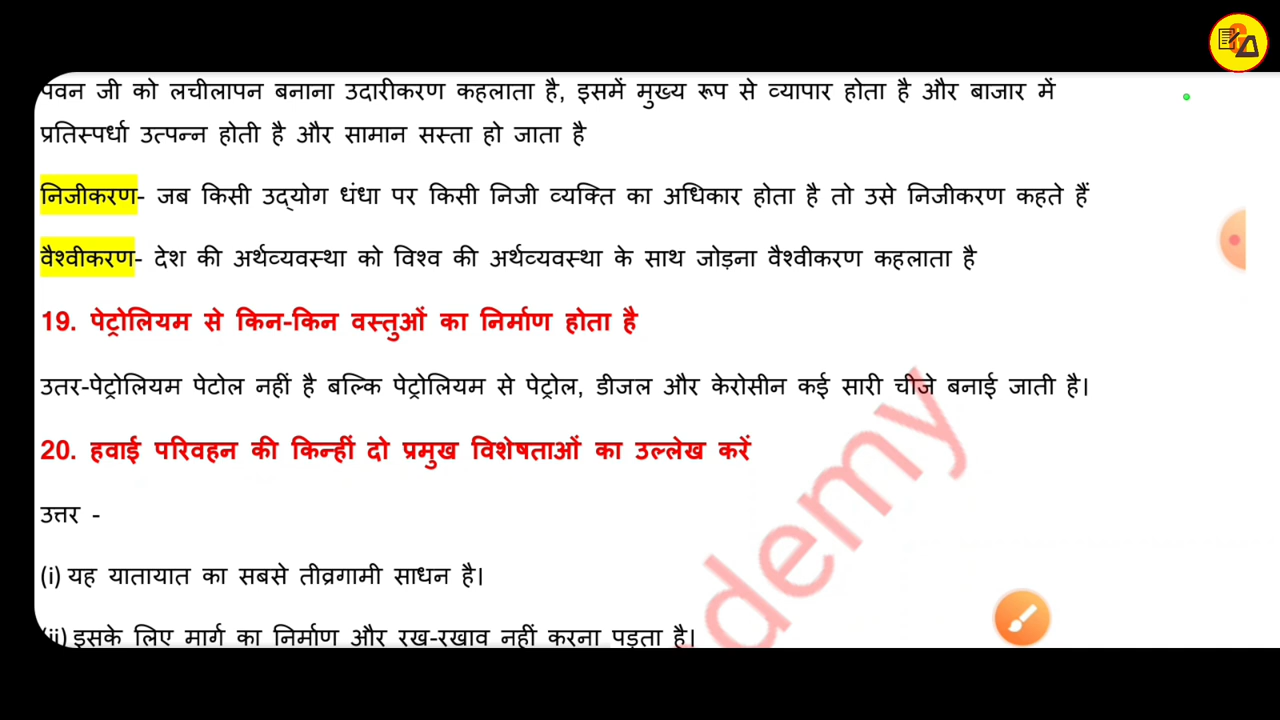 पवन जी को लचीलापन बनाना उदारीकरण कहलाता है, इसमें मुख्य रूप से व्यापार होता है और बाजार में
प्रतिस्पर्धा उत्पन्न होती है और सामान सस्ता हो जाता है
निजीकरण- जब किसी उद्योग धंधा पर किसी निजी व्यक्ति का अधिकार होता है तो उसे निजीकरण कहते हैं
वैश्वीकरण- देश की अर्थव्यवस्था को विश्व की अर्थव्यवस्था के साथ जोड़ना वैश्वीकरण कहलाता है
19. पेट्रोलियम से किन-किन वस्तुओं का निर्माण होता है
उतर-पेट्रोलियम पेटोल नहीं है बल्कि पेट्रोलियम से पेट्रोल, डीजल और केरोसीन कई सारी चीजे बनाई जाती है।
20. हवाई परिवहन की किन्हीं दो प्रमुख विशेषताओं का उल्लेख करें
उत्तर -
(i) यह यातायात का सबसे तीव्रगामी साधन है।
(ii) इसके लिए मार्ग का निर्माण और रख-रखाव नहीं करना पड़ता है।
demy